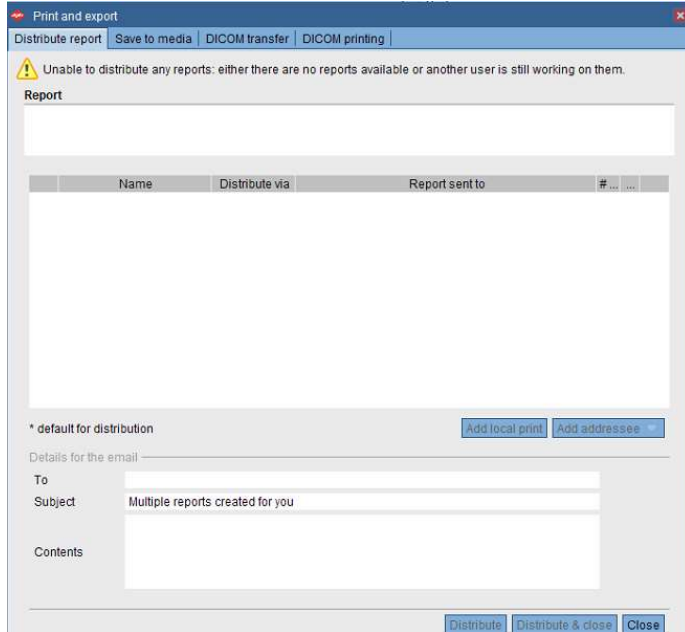 Print and export
Distribute report Save to media DICOM transfer DICOM printing
Unable to distribute any reports: either there are no reports available or another user is still working on them.
Report
Name Distribute via Report sent to # ... ...
* default for distribution Add local print Add addressee
Details for the email
To
Subject Multiple reports created for you
Contents
Distribute Distribute & close Close